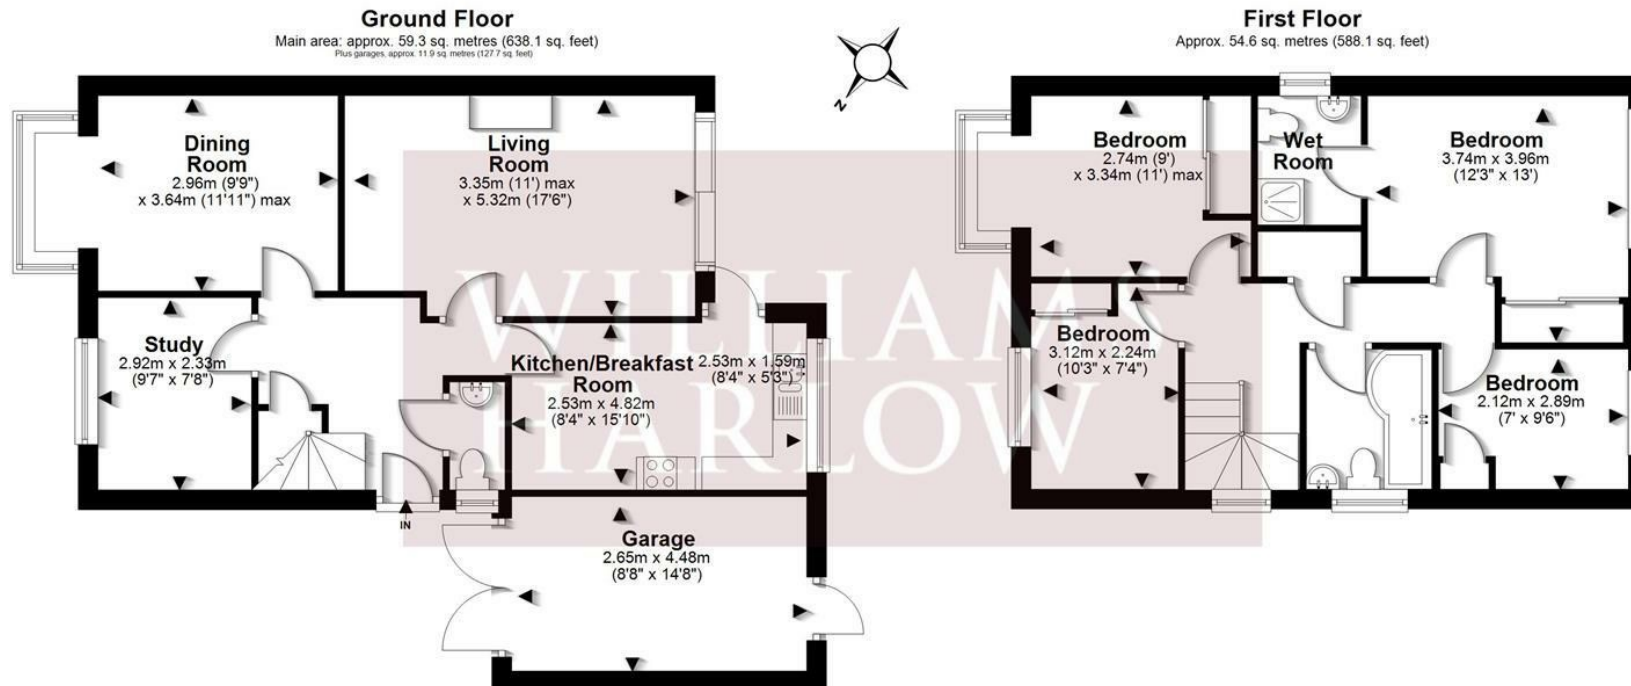 Ground Floor
Main area: approx. 59.3 sq. metres (638.1 sq. feet)
Plus garages, approx. 11.9 sq. metres (127.7 sq. feet)
Dining
Room
2.96m (9'9")
x 3.64m (11'11") max
Living
Room
3.35m (11') max
x 5.32m (17'6")
Study
2.92m x 2.33m
(9'7" x 7'8")
Kitchen/Breakfast
Room
2.53m x 4.82m
(8'4" x 15'10")
2.53m x 1.59m
(8'4" x 5'3")
IN
Garage
2.65m x 4.48m
(8'8" x 14'8")
N
First Floor
Approx. 54.6 sq. metres (588.1 sq. feet)
Bedroom
2.74m (9')
x 3.34m (11') max
Wet
Room
Bedroom
3.74m x 3.96m
(12'3" x 13')
Bedroom
3.12m x 2.24m
(10'3" x 7'4")
Bedroom
2.12m x 2.89m
(7' x 9'6")
WILLIAMS
HARLOW